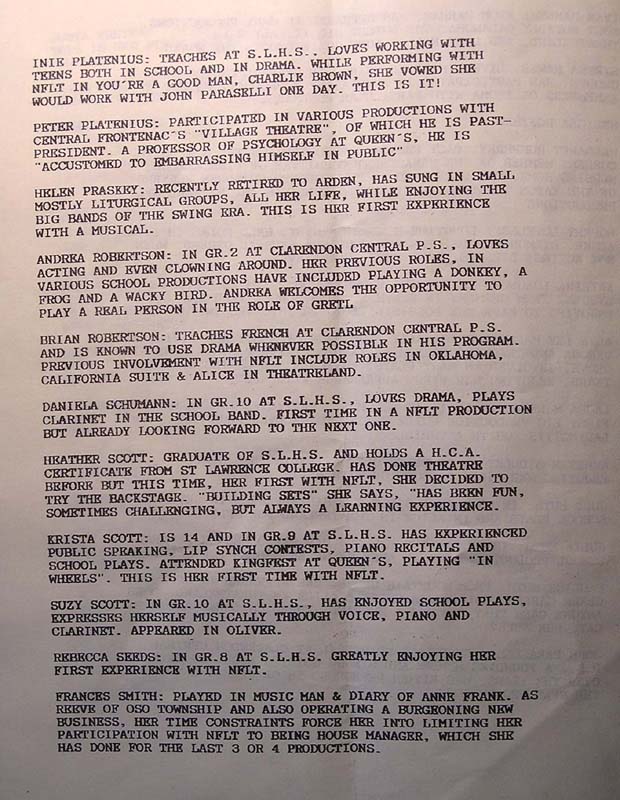 INIE PLATENIUS: TEACHES AT S.L.H.S.. LOVES WORKING WITH
TEENS BOTH IN SCHOOL AND IN DRAMA. WHILE PERFORMING WITH
NFLT IN YOU'RE A GOOD MAN, CHARLIE BROWN, SHE VOWED SHE
WOULD WORK WITH JOHN PARASELLI ONE DAY. THIS IS IT!
PETER PLATENIUS: PARTICIPATED IN VARIOUS PRODUCTIONS WITH
CENTRAL FRONTENAC'S "VILLAGE THEATRE", OF WHICH HE IS PAST-
PRESIDENT. A PROFESSOR OF PSYCHOLOGY AT QUEEN'S, HE IS
"ACCUSTOMED TO EMBARRASSING HIMSELF IN PUBLIC"
HELEN PRASKEY: RECENTLY RETIRED TO ARDEN, HAS SUNG IN SMALL
MOSTLY LITURGICAL GROUPS, ALL HER LIFE, WHILE ENJOYING THE
BIG BANDS OF THE SWING ERA. THIS IS HER FIRST EXPERIENCE
WITH A MUSICAL.
ANDREA ROBERTSON: IN GR.2 AT CLARENDON CENTRAL P.S., LOVES
ACTING AND EVEN CLOWNING AROUND. HER PREVIOUS ROLES, IN
VARIOUS SCHOOL PRODUCTIONS HAVE INCLUDED PLAYING A DONKEY, A
FROG AND A WACKY BIRD. ANDREA WELCOMES THE OPPORTUNITY TO
PLAY A REAL PERSON IN THE ROLE OF GRETL
BRIAN ROBERTSON: TEACHES FRENCH AT CLARENDON CENTRAL P.S.
AND IS KNOWN TO USE DRAMA WHENEVER POSSIBLE IN HIS PROGRAM.
PREVIOUS INVOLVEMENT WITH NFLT INCLUDE ROLES IN OKLAHOMA,
CALIFORNIA SUITE & ALICE IN THEATRELAND.
DANIELA SCHUMANN: IN GR.10 AT S.L.H.S., LOVES DRAMA, PLAYS
CLARINET IN THE SCHOOL BAND. FIRST TIME IN A NFLT PRODUCTION
BUT ALREADY LOOKING FORWARD TO THE NEXT ONE.
HEATHER SCOTT: GRADUATE OF S.L.H.S. AND HOLDS A H.C.A.
CERTIFICATE FROM ST LAWRENCE COLLEGE. HAS DONE THEATRE
BEFORE BUT THIS TIME, HER FIRST WITH NFLT, SHE DECIDED TO
TRY THE BACKSTAGE. "BUILDING SETS" SHE SAYS, "HAS BEEN FUN,
SOMETIMES CHALLENGING, BUT ALWAYS A LEARNING EXPERIENCE.
KRISTA SCOTT: IS 14 AND IN GR.9 AT S.L.H.S. HAS EXPERIENCED
PUBLIC SPEAKING, LIP SYNCH CONTESTS, PIANO RECITALS AND
SCHOOL PLAYS. ATTENDED KINGFEST AT QUEEN'S, PLAYING "IN
WHEELS". THIS IS HER FIRST TIME WITH NFLT.
SUZY SCOTT: IN GR.10 AT S.L.H.S., HAS ENJOYED SCHOOL PLAYS,
EXPRESSES HERSELF MUSICALLY THROUGH VOICE, PIANO AND
CLARINET. APPEARED IN OLIVER.
REBECCA SEEDS: IN GR.8 AT S.L.H.S. GREATLY ENJOYING HER
FIRST EXPERIENCE WITH NFLT.
FRANCES SMITH: PLAYED IN MUSIC MAN & DIARY OF ANNE FRANK. AS
REEVE OF OSO TOWNSHIP AND ALSO OPERATING A BURGEONING NEW
BUSINESS, HER TIME CONSTRAINTS FORCE HER INTO LIMITING HER
PARTICIPATION WITH NFLT TO BEING HOUSE MANAGER, WHICH SHE
HAS DONE FOR THE LAST 3 OR 4 PRODUCTIONS.